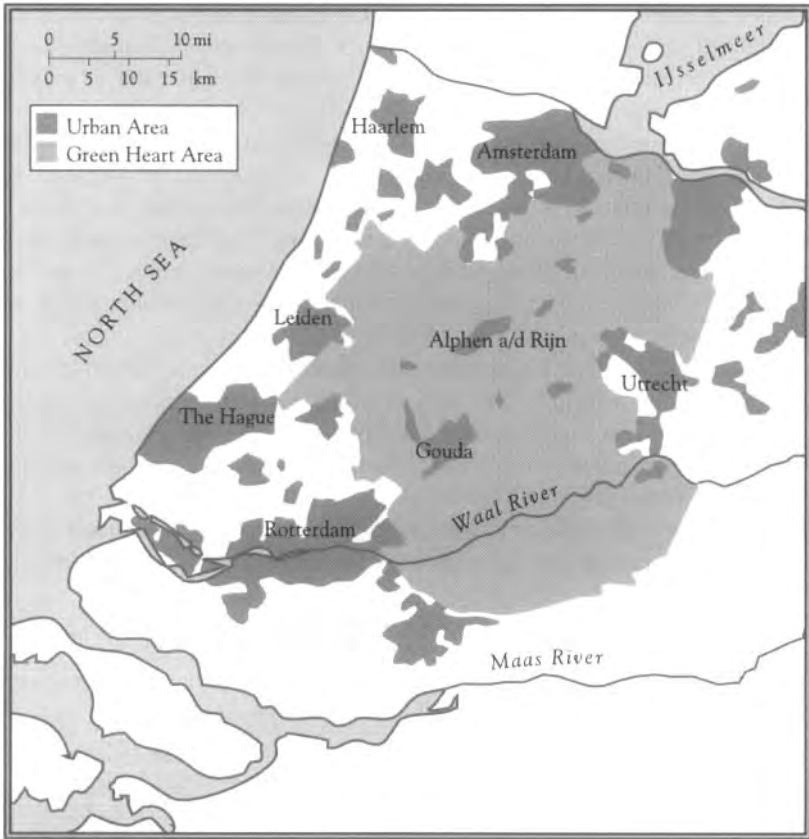 0 5 10 mi
0 5 10 15 km
Urban Area
Green Heart Area
IJsselmeer
Haarlem
Amsterdam
NORTH SEA
Leiden
Alphen a/d Rijn
Utrecht
The Hague
Gouda
Waal River
Rotterdam
Maas River